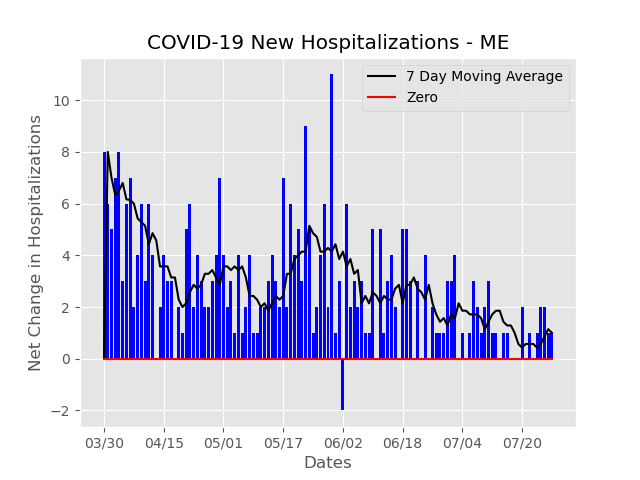 COVID-19 New Hospitalizations - ME
7 Day Moving Average
Zero
Net Change in Hospitalizations
10
8
6
4
2
0
−2
03/30 04/15 05/01 05/17 06/02 06/18 07/04 07/20
Dates